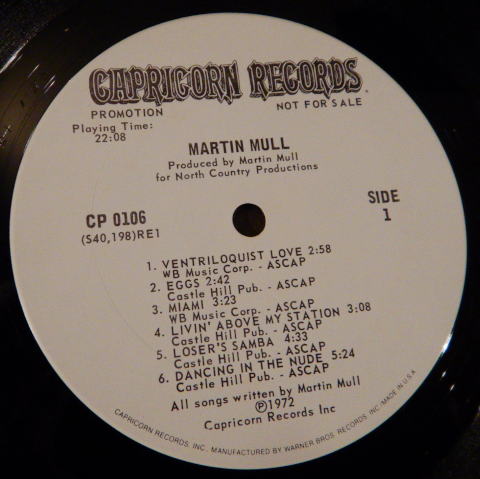 CAPRICORN RECORDS.
PROMOTION NOT FOR SALE
Playing Time:
22:08
MARTIN MULL
Produced by Martin Mull
for North Country Productions
CP 0106
(S40,198)RE1
SIDE
1
1. VENTRILOQUIST LOVE 2:58
WB Music Corp. - ASCAP
2. EGGS 2:42
Castle Hill Pub. - ASCAP
3. MIAMI 3:23
WB Music Corp. - ASCAP
4. LIVIN' ABOVE MY STATION 3:08
Castle Hill Pub. - ASCAP
5. LOSER'S SAMBA 4:33
Castle Hill Pub. - ASCAP
6. DANCING IN THE NUDE 5:24
Castle Hill Pub. - ASCAP
All songs written by Martin Mull
Ⓟ1972
Capricorn Records Inc
CAPRICORN RECORDS, INC., MANUFACTURED BY WARNER BROS. RECORDS, INC./MADE IN U.S.A.